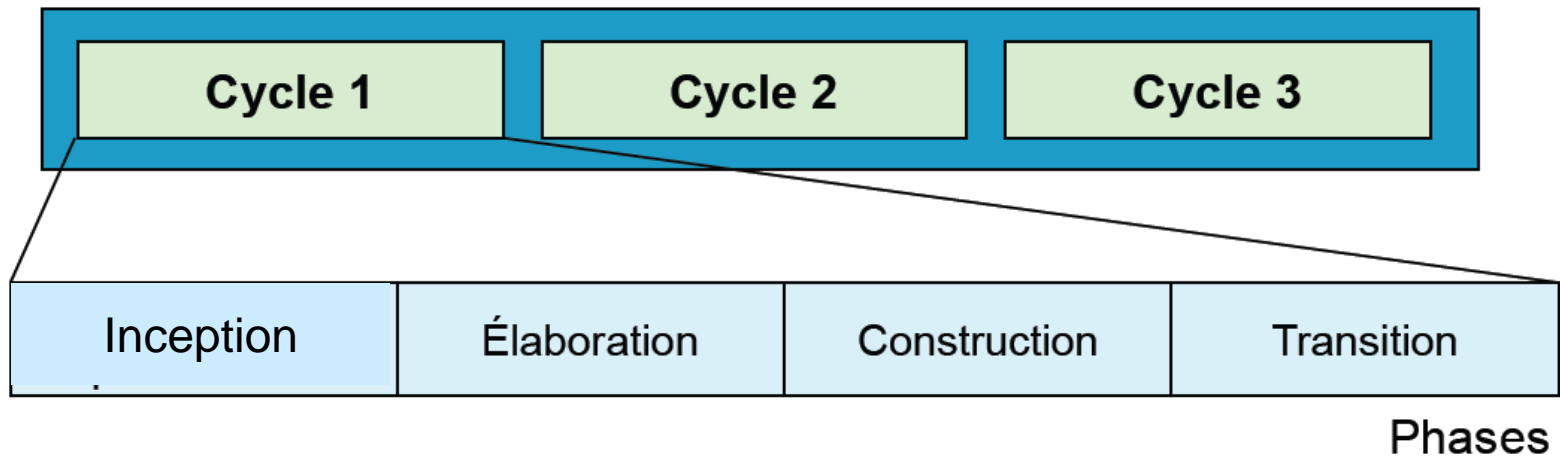 Cycle 1 Cycle 2 Cycle 3
Inception Élaboration Construction Transition
Phases